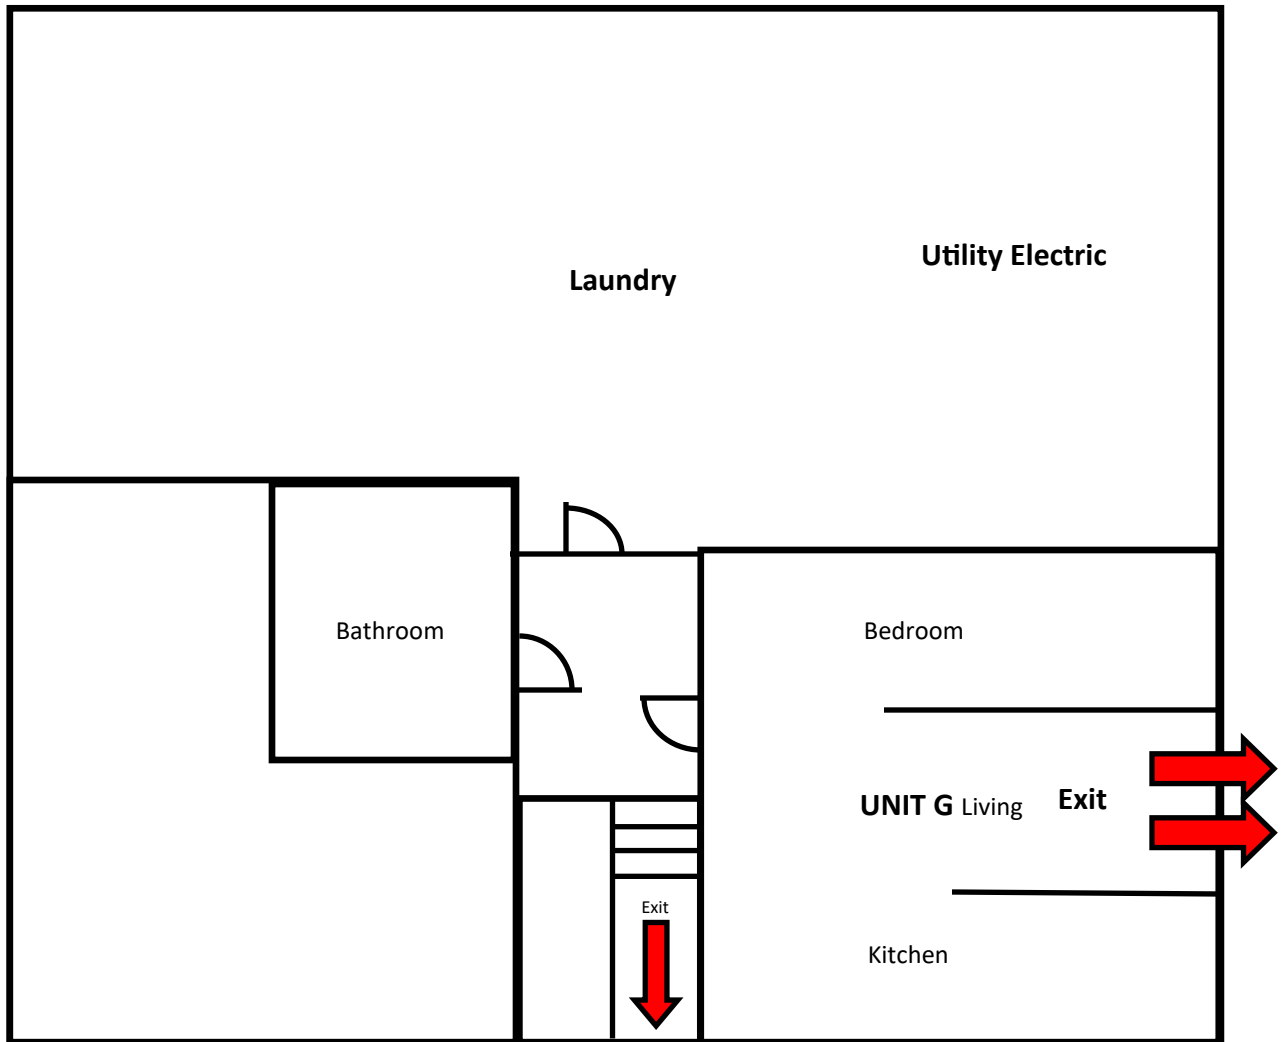 Utility Electric
Laundry
Bathroom
Bedroom
UNIT G Living
Exit
Exit
Kitchen